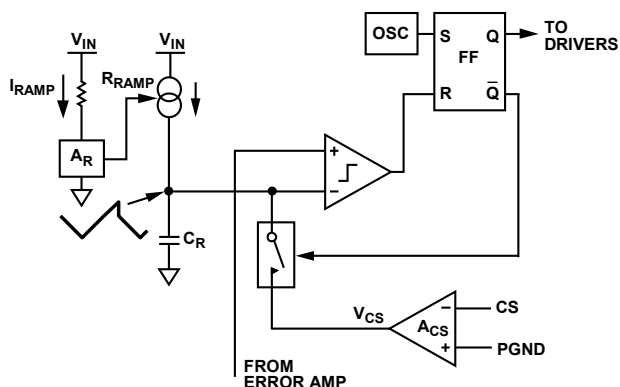 V_IN
V_IN
I_RAMP
R_RAMP
A_R
C_R
OSC
S
Q
FF
R
Q̅
TO
DRIVERS
+
–
V_CS
A_CS
–
+
CS
PGND
FROM
ERROR AMP